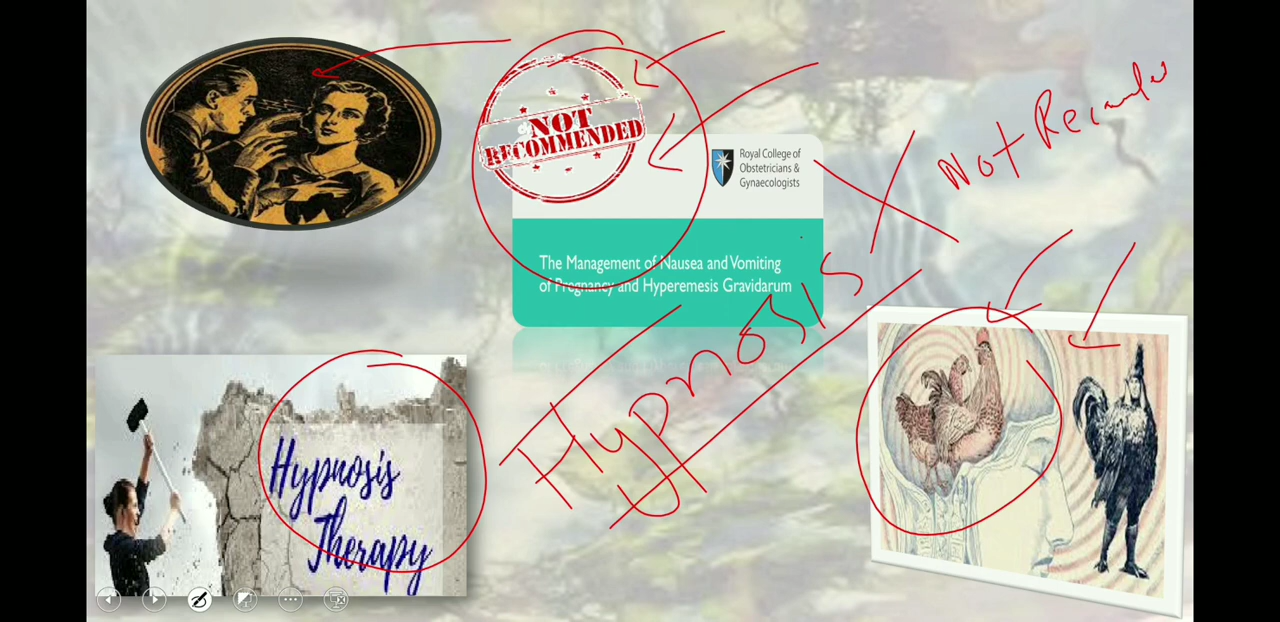 NOT
RECOMMENDED
Royal College of
Obstetricians &
Gynaecologists
The Management of Nausea and Vomiting
of Pregnancy and Hyperemesis Gravidarum
Not
Hypnosis
Hypnosis
Therapy